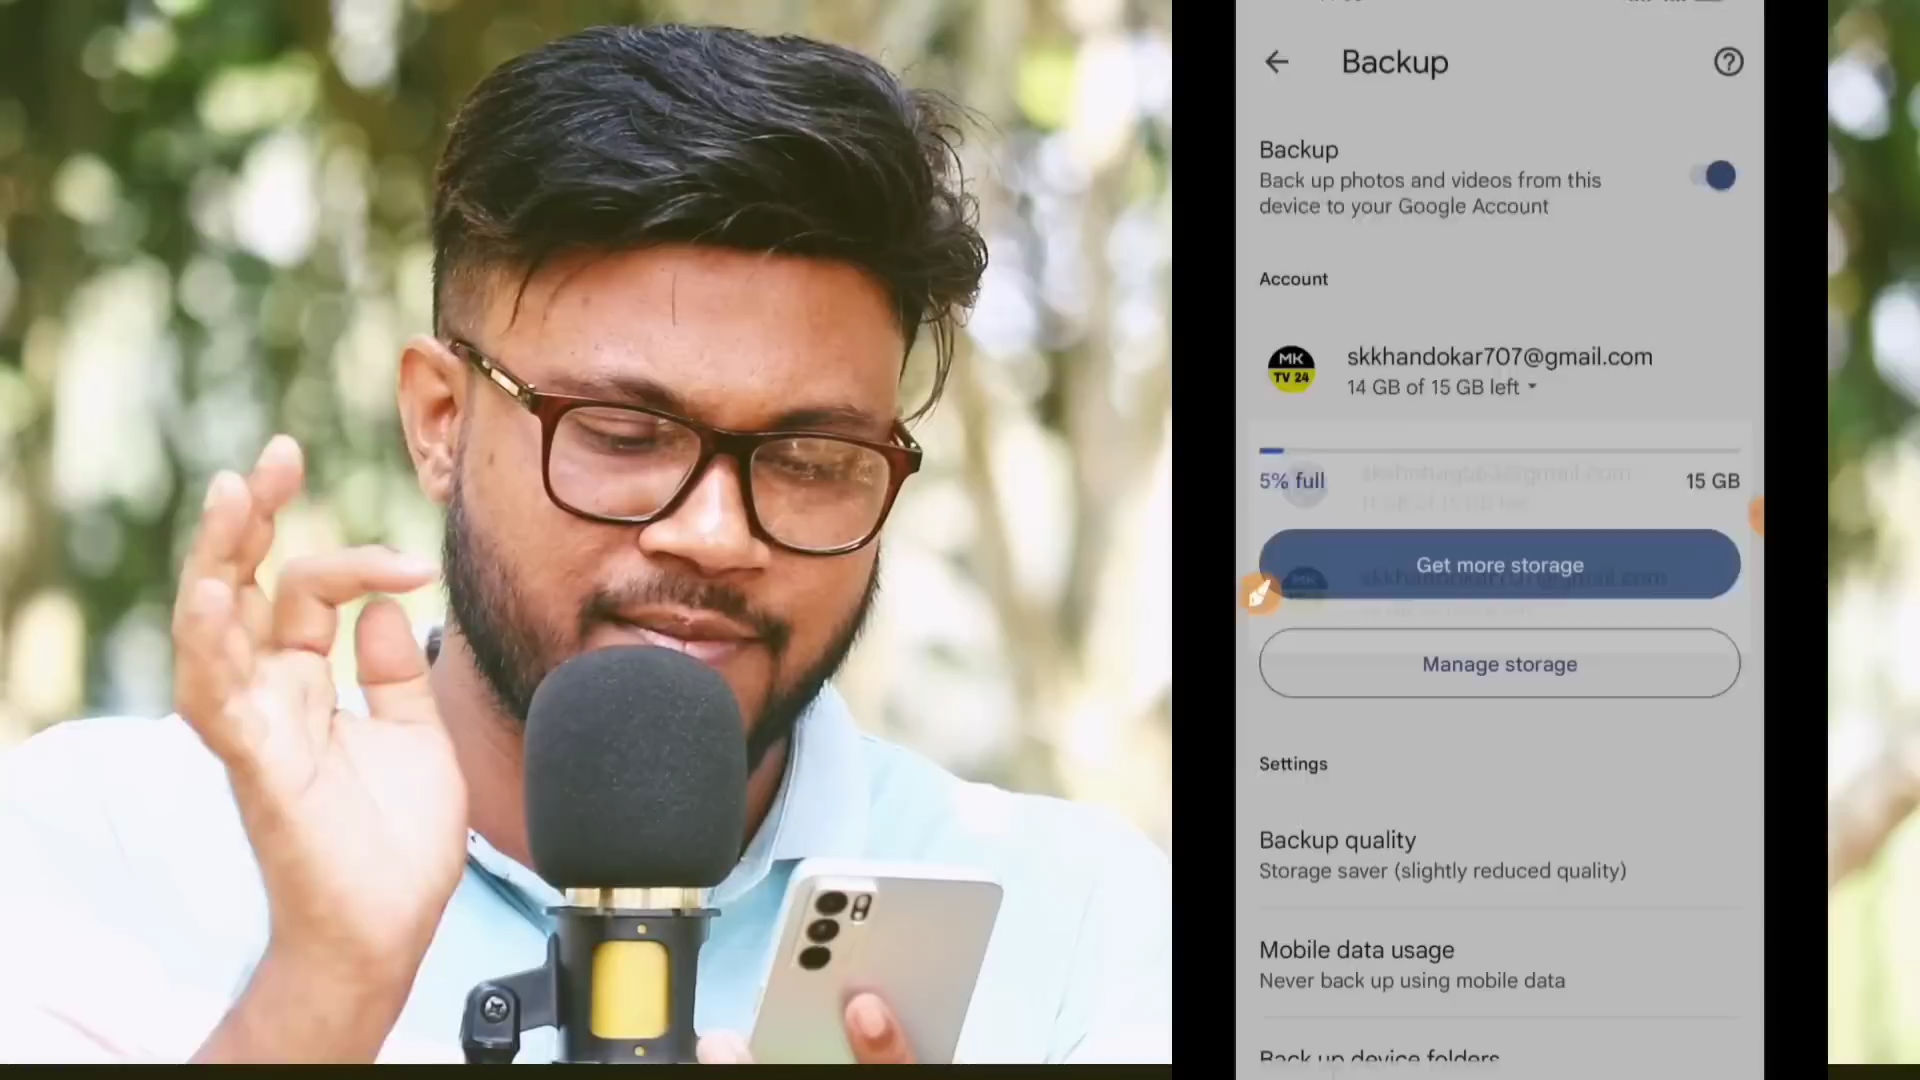 Backup
Backup
Back up photos and videos from this
device to your Google Account
Account
MK
TV 24
skkhandokar707@gmail.com
14 GB of 15 GB left
5% full
15 GB
Get more storage
Manage storage
Settings
Backup quality
Storage saver (slightly reduced quality)
Mobile data usage
Never back up using mobile data
Back up device folders